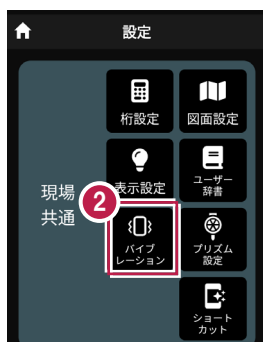 設定
桁設定
図面設定
現場
共通
2
表示設定
ユーザー
辞書
バイブ
レーション
プリズム
設定
ショート
カット